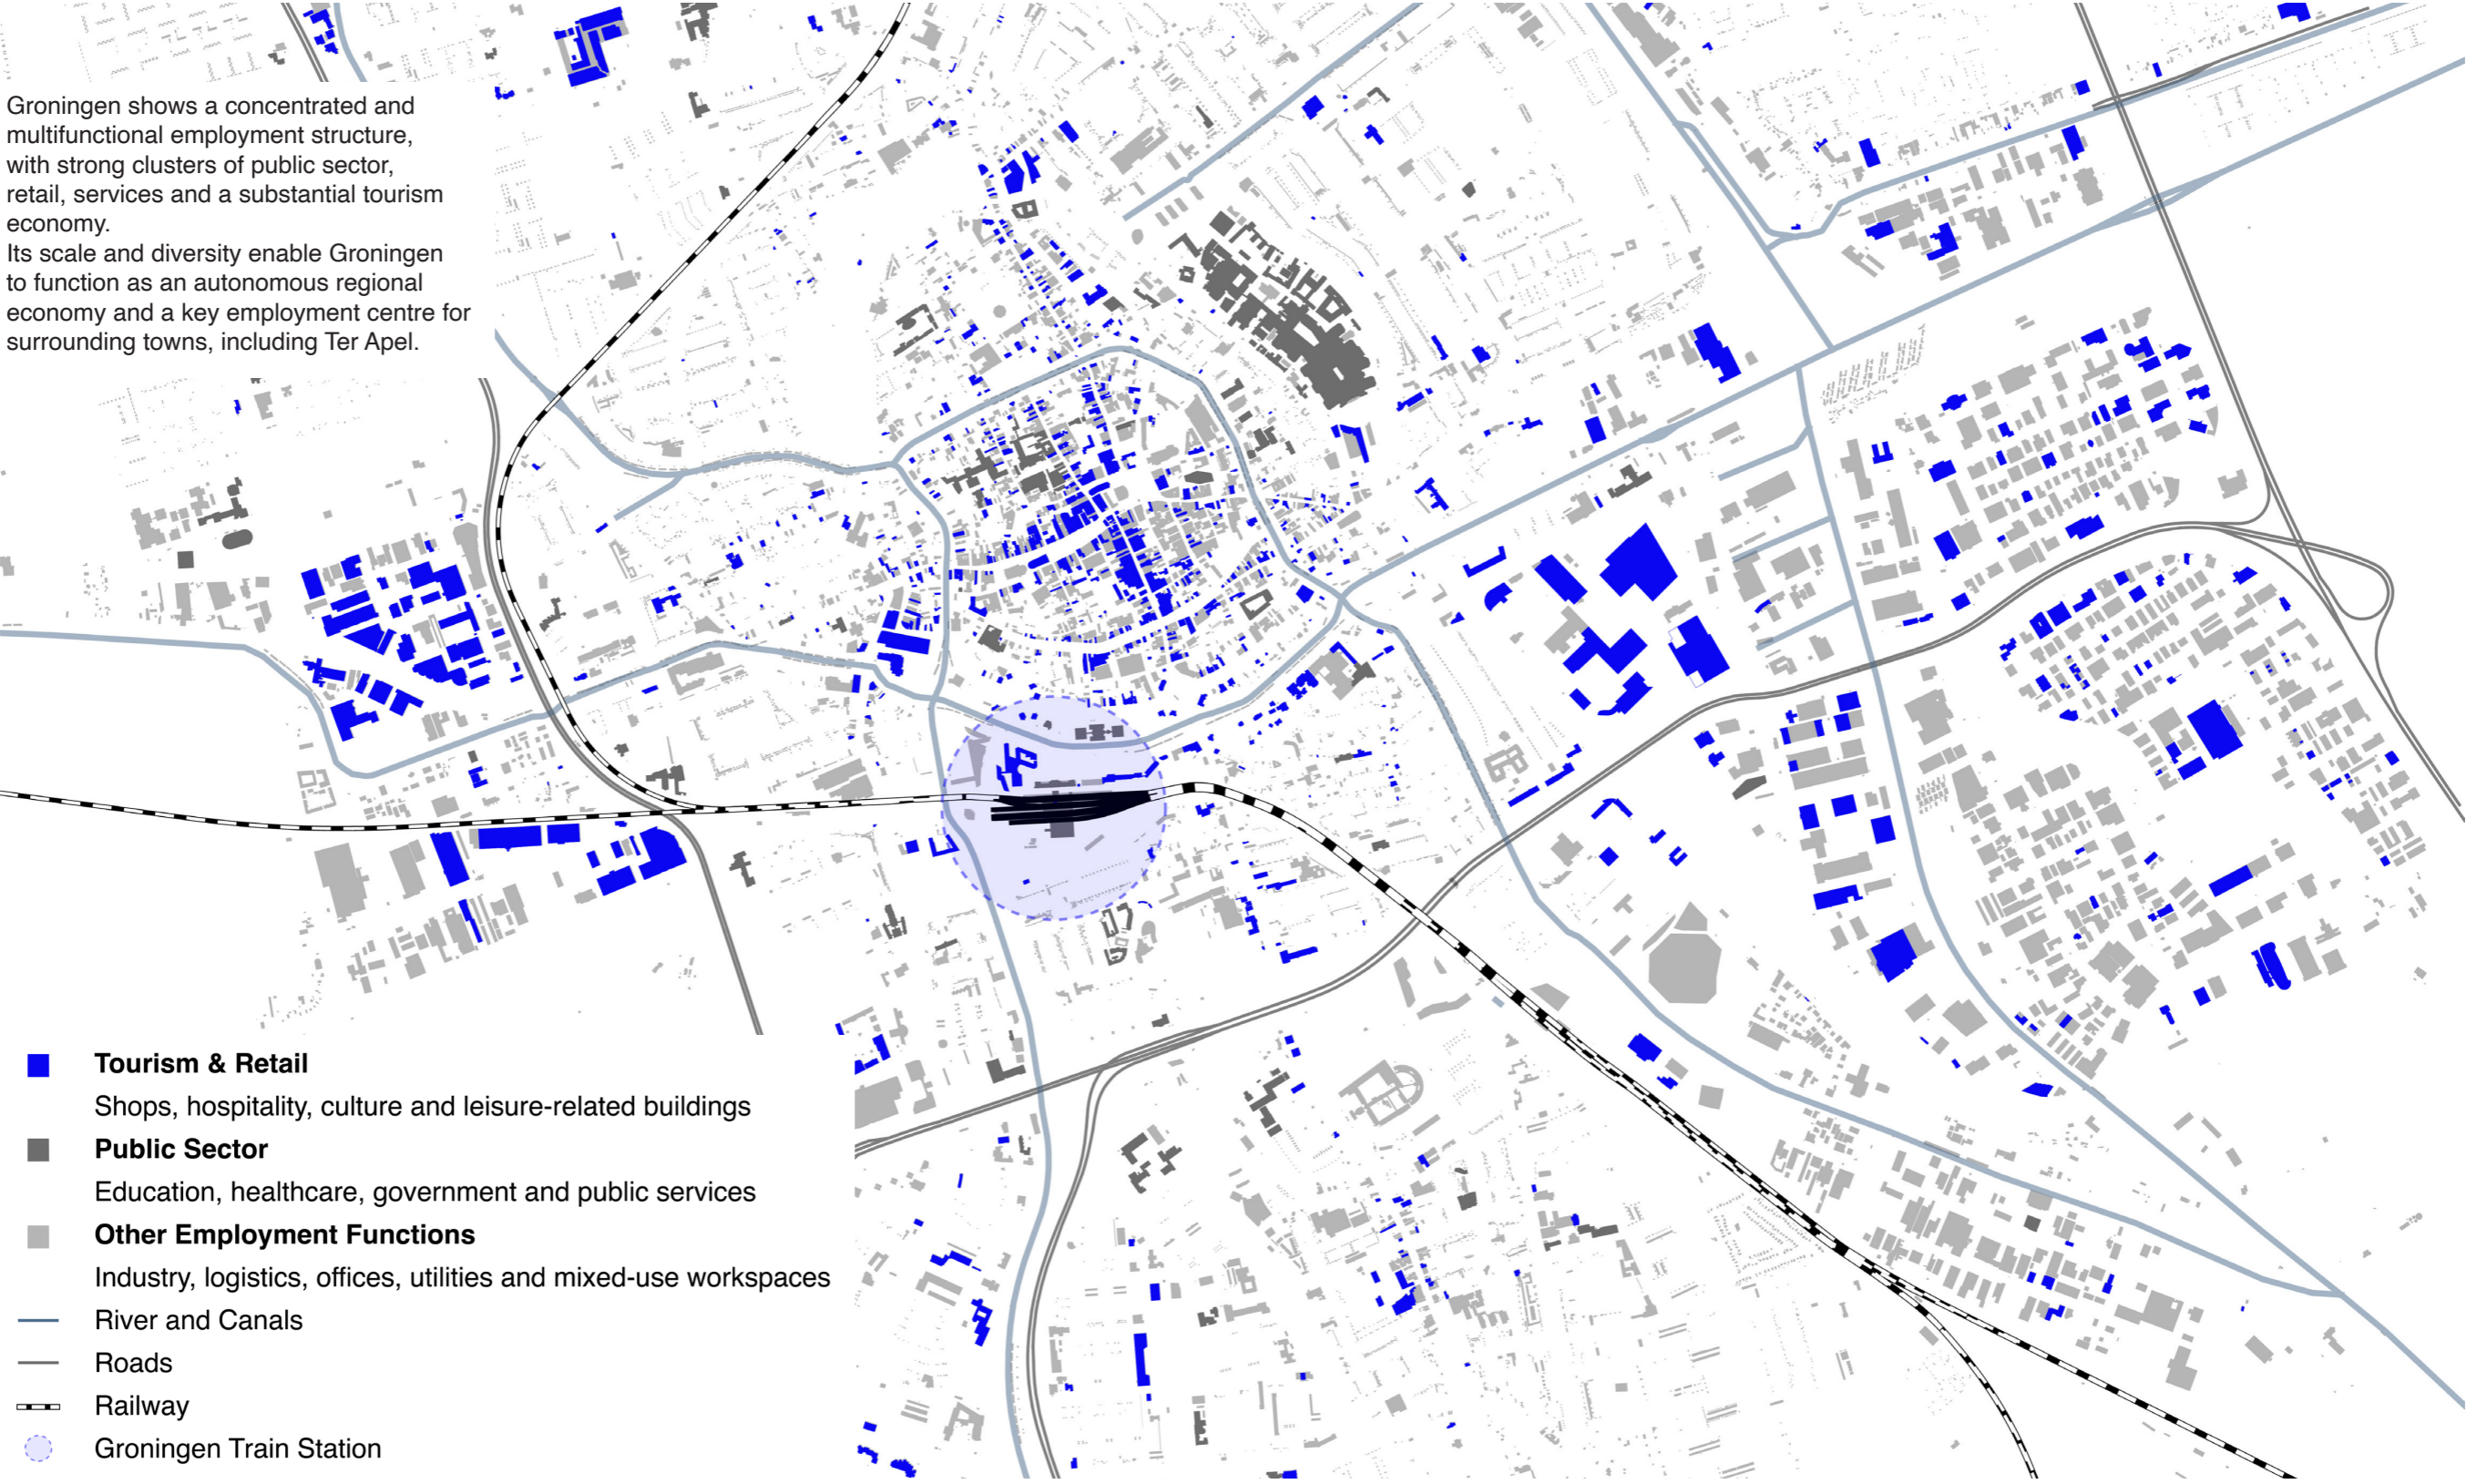 Groningen shows a concentrated and
multifunctional employment structure,
with strong clusters of public sector,
retail, services and a substantial tourism
economy.
Its scale and diversity enable Groningen
to function as an autonomous regional
economy and a key employment centre for
surrounding towns, including Ter Apel.
Tourism & Retail
Shops, hospitality, culture and leisure-related buildings
Public Sector
Education, healthcare, government and public services
Other Employment Functions
Industry, logistics, offices, utilities and mixed-use workspaces
River and Canals
Roads
Railway
Groningen Train Station